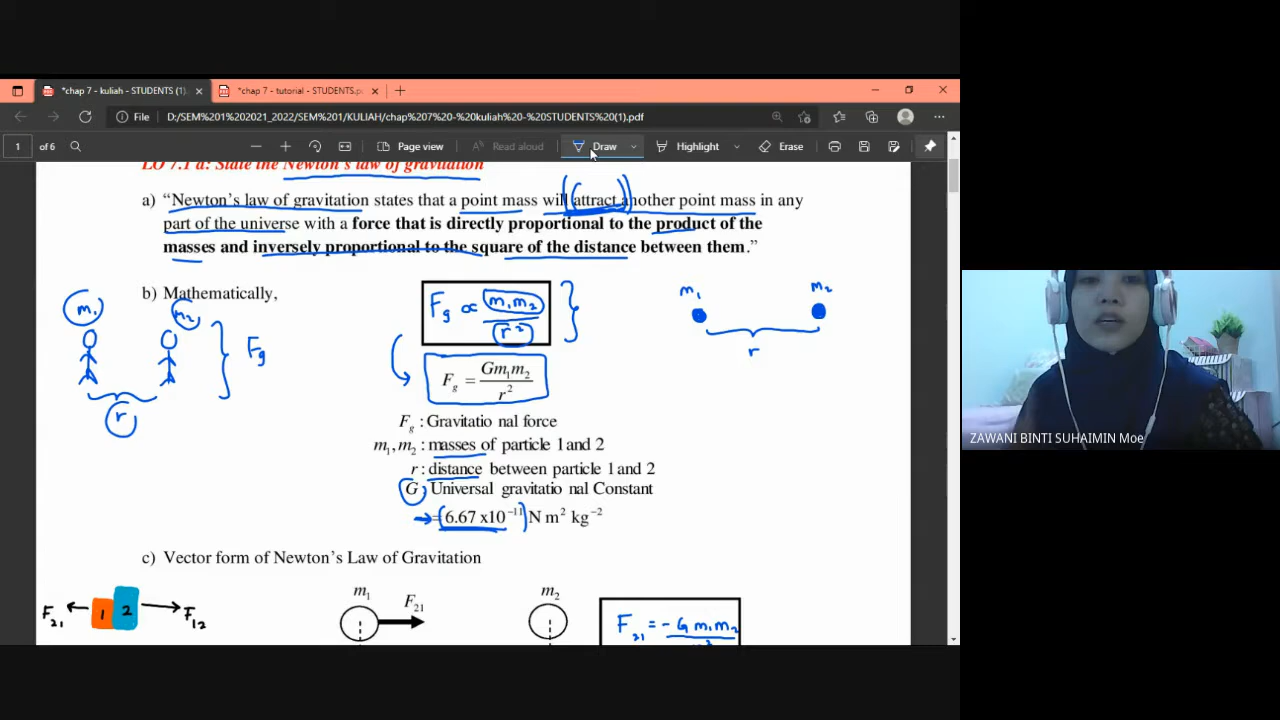 *chap 7 - kuliah - STUDENTS (1).
*chap 7 - tutorial - STUDENTS.p
File
D:/SEM%201%202021_2022/SEM%201/KULIAH/chap%207%20-%20kuliah%20-%20STUDENTS%20(1).pdf
1 of 6
Page view
Read aloud
Draw
Highlight
Erase
LO 7.1 a: State the Newton's law of gravitation
a) “Newton's law of gravitation states that a point mass will attract another point mass in any
part of the universe with a force that is directly proportional to the product of the
masses and inversely proportional to the square of the distance between them.”
b) Mathematically,
m₁
m₂
r
Fg
Fg ∝ m₁m₂ / r²
m₁
m₂
r
F_g = Gm₁m₂ / r²
F_g : Gravitatio nal force
m₁, m₂ : masses of particle 1 and 2
r : distance between particle 1 and 2
G : Universal gravitatio nal Constant
= (6.67 x10⁻¹¹) N m² kg⁻²
c) Vector form of Newton's Law of Gravitation
F₂₁
1
2
F₁₂
m₁
F₂₁
m₂
F₂₁ = - G m₁m₂
ZAWANI BINTI SUHAIMIN Moe